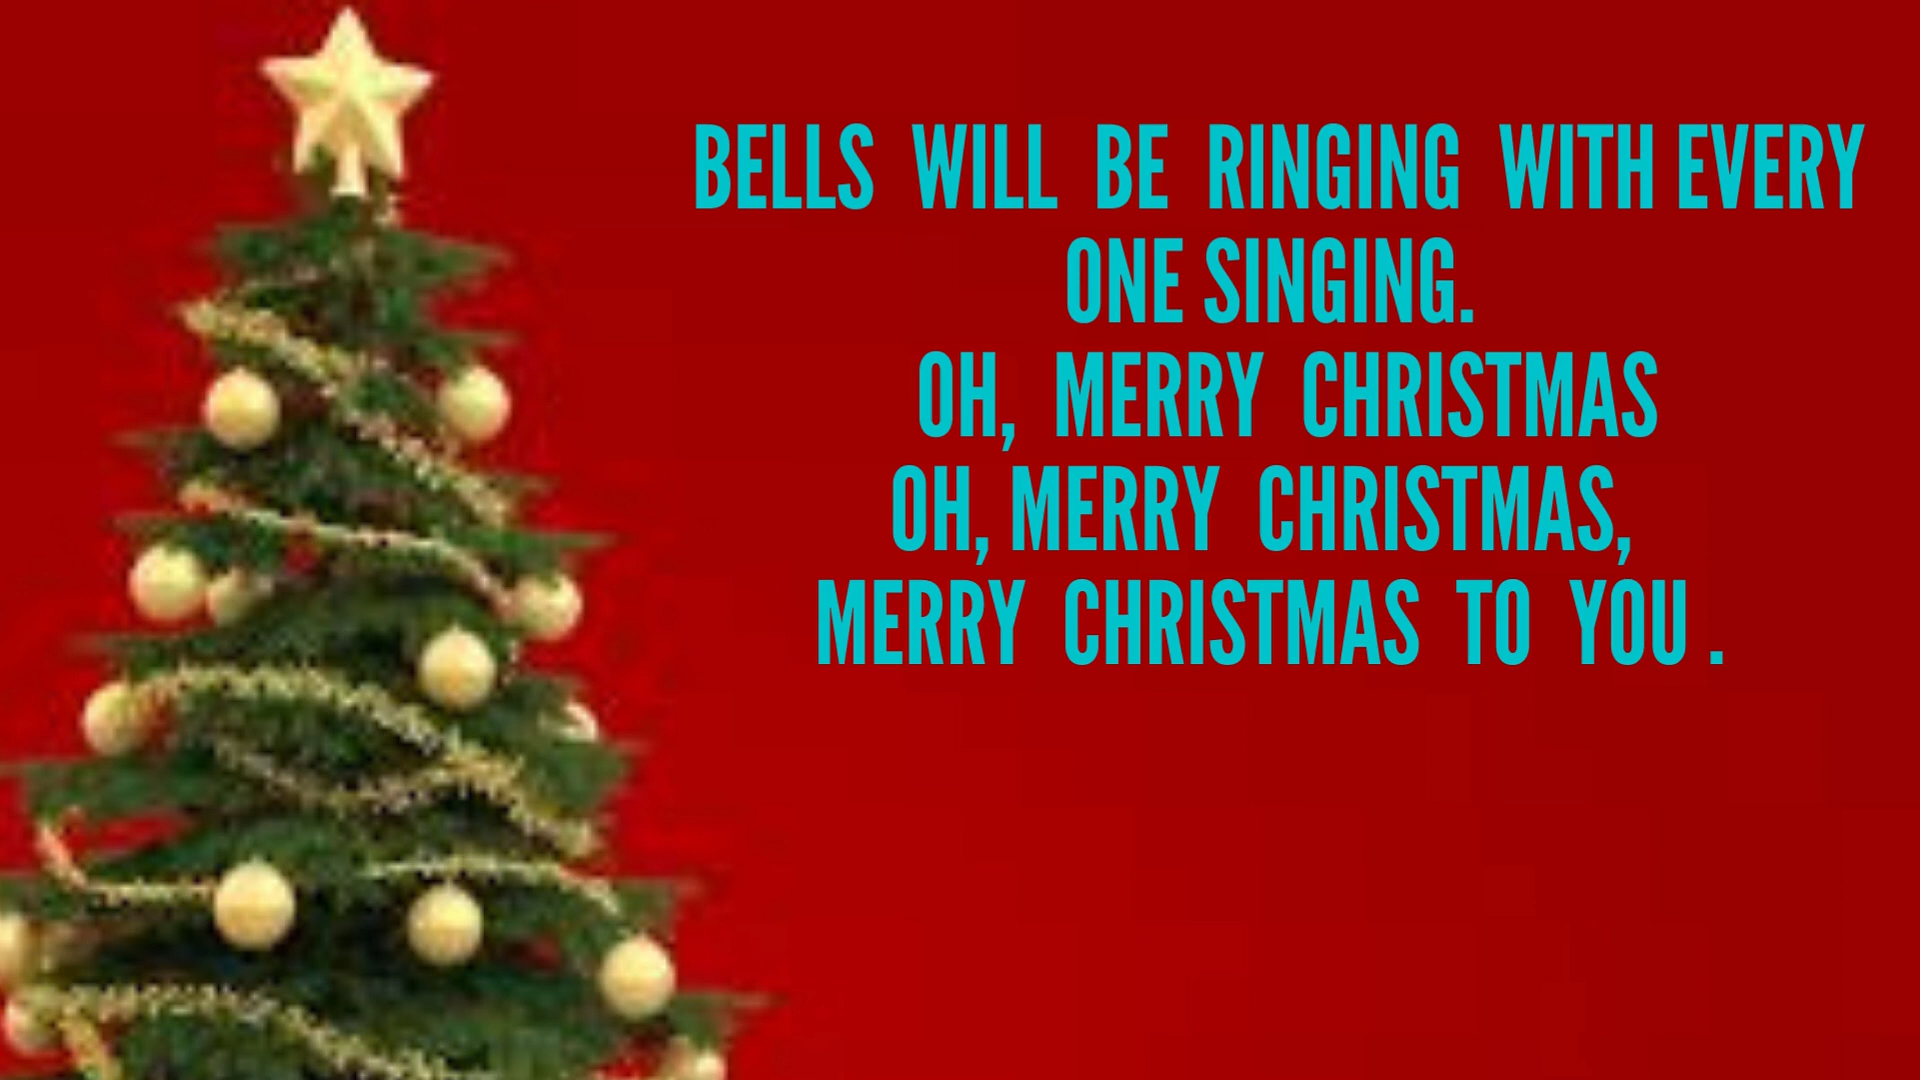 BELLS WILL BE RINGING WITH EVERY
ONE SINGING.
OH, MERRY CHRISTMAS
OH, MERRY CHRISTMAS,
MERRY CHRISTMAS TO YOU .